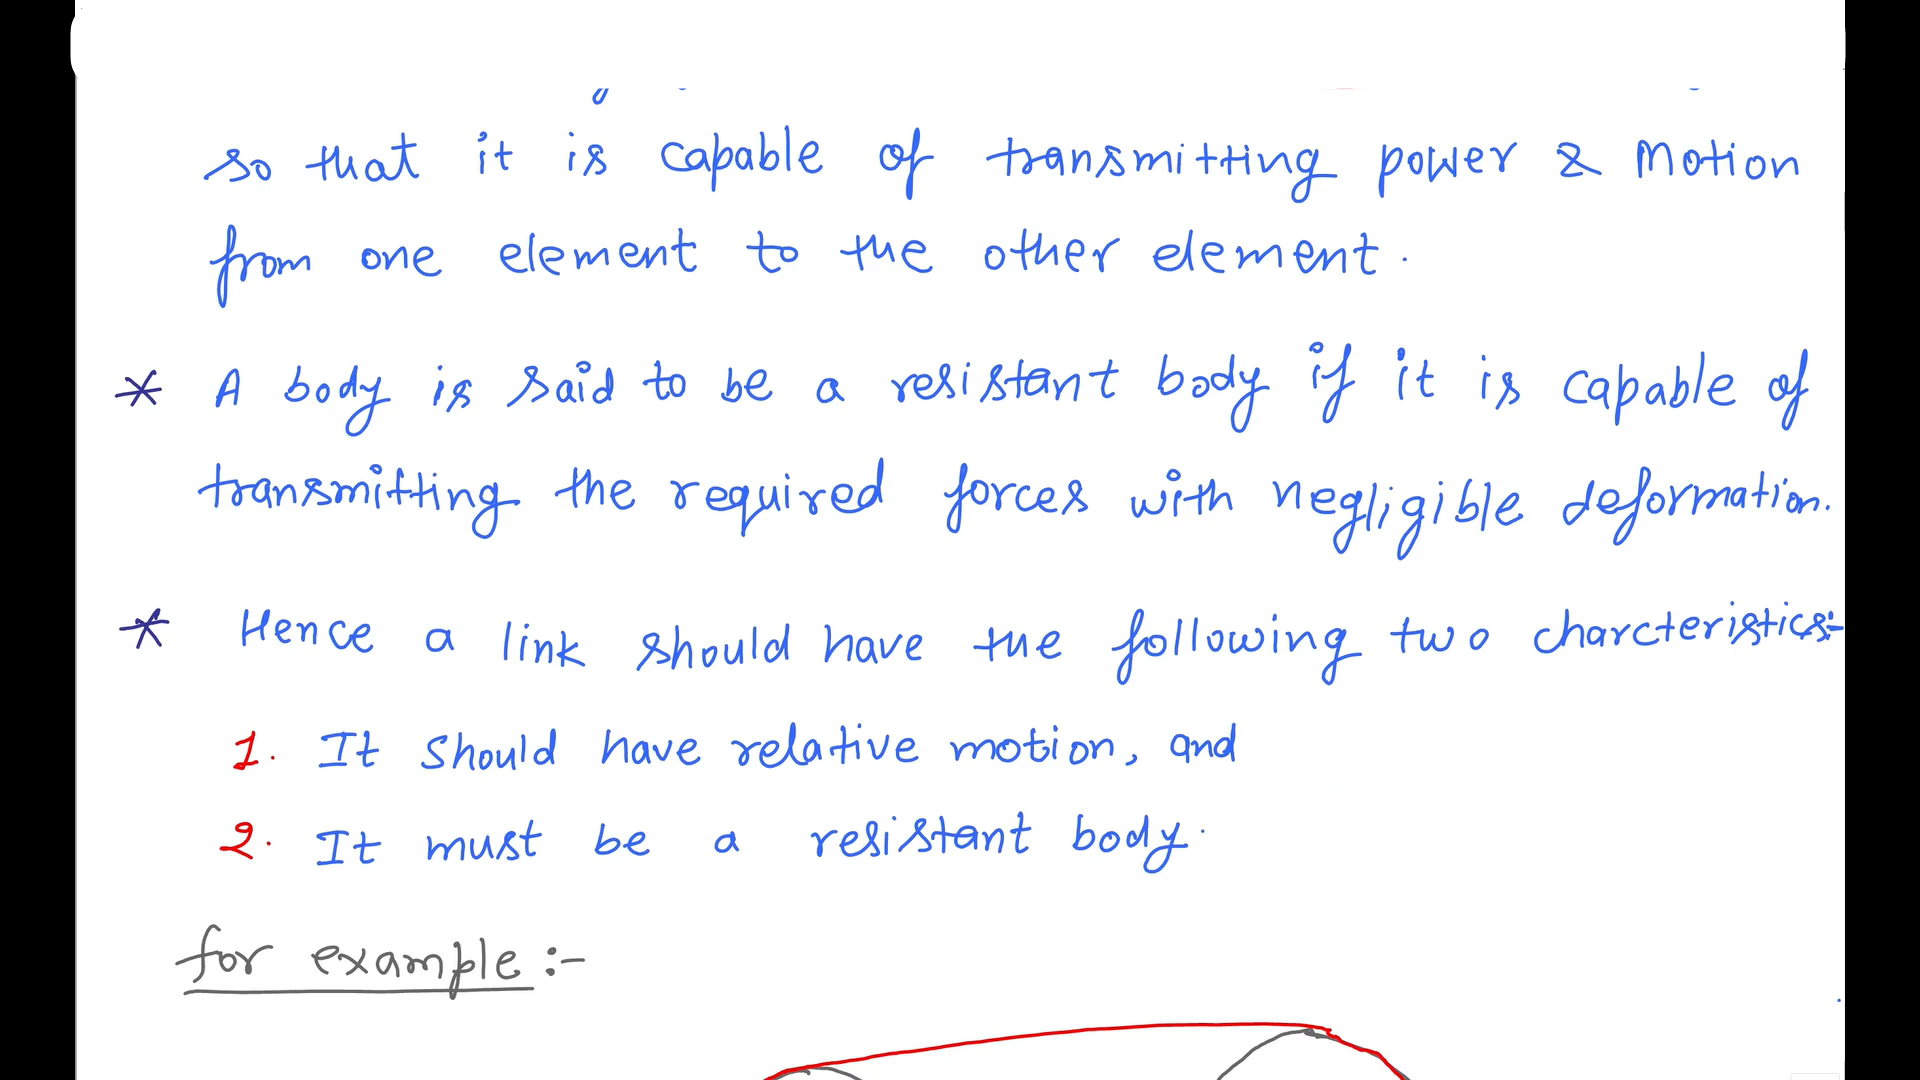 so that it is capable of transmitting power & Motion
from one element to the other element.
* A body is said to be a resistant body if it is capable of
transmitting the required forces with negligible deformation.
* Hence a link should have the following two charcteristics:-
1. It should have relative motion, and
2. It must be a resistant body.
for example :-